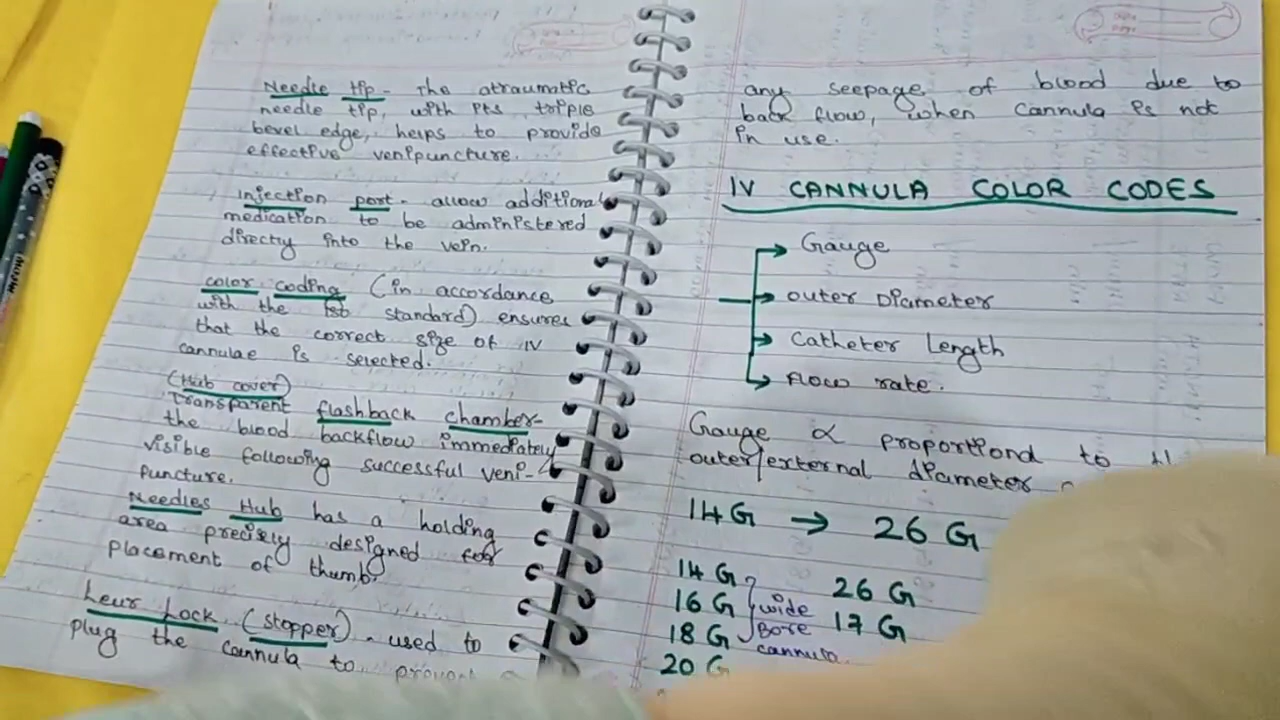 Needle tip - The atraumatic
needle tip, with its triple
bevel edge, helps to provide
effective venipuncture.
Injection port - allow additional
medication to be administered
directly into the vein.
color coding (in accordance
with the standard) ensures
that the correct size of IV
cannulae is selected.
(Hub cover)
Transparent flashback chamber-
the blood backflow immediately
visible following successful veni-
puncture.
Needles Hub has a holding
area precisely designed for
placement of thumb.
Leur Lock (stopper) - used to
plug the cannula to prevent
any seepage of blood due to
back flow, when cannula is not
in use.
IV CANNULA COLOR CODES
Gauge
outer Diameter
Catheter Length
Flow rate.
Gauge ∝ proportiond to
outer/external diameter
14 G → 26 G
14 G 26 G
16 G wide
18 G Bore 17 G
cannula.
20 G